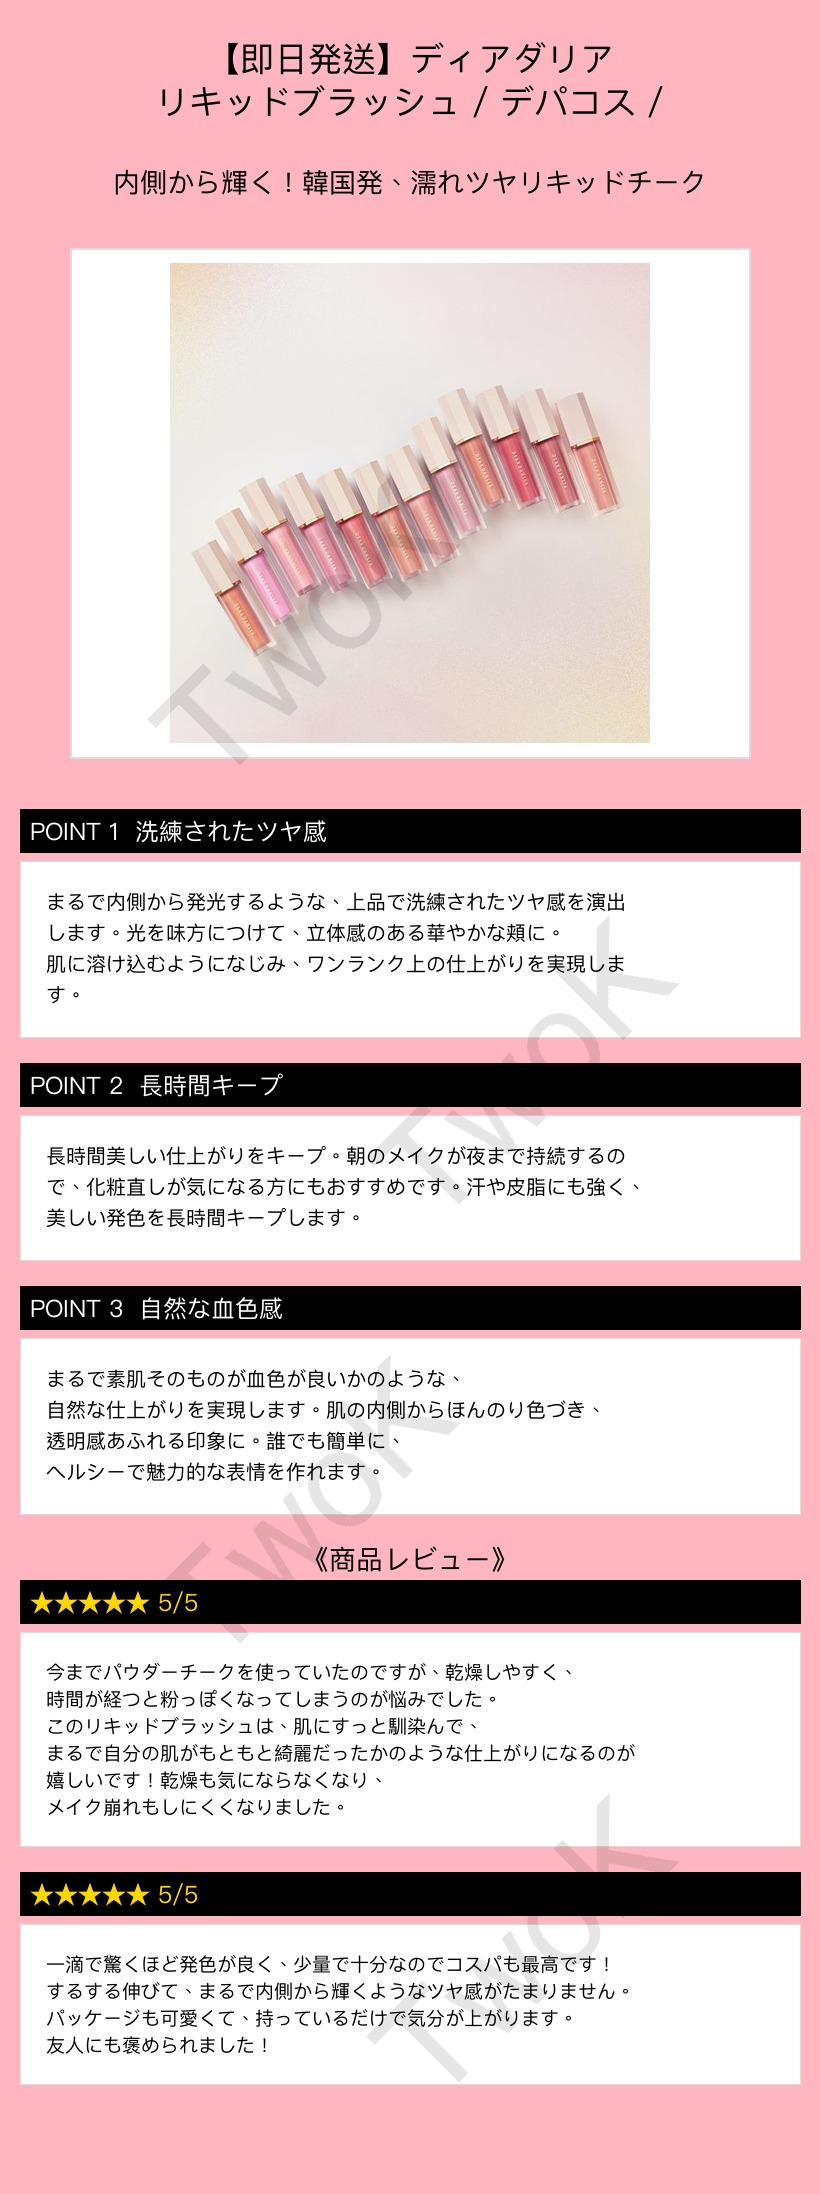 【即日発送】ディアダリア
リキッドブラッシュ / デパコス /
内側から輝く！韓国発、濡れツヤリキッドチーク
TwoK
POINT 1 洗練されたツヤ感
まるで内側から発光するような、上品で洗練されたツヤ感を演出
します。光を味方につけて、立体感のある華やかな頬に。
肌に溶け込むようになじみ、ワンランク上の仕上がりを実現しま
す。
TwoK
POINT 2 長時間キープ
長時間美しい仕上がりをキープ。朝のメイクが夜まで持続するの
で、化粧直しが気になる方にもおすすめです。汗や皮脂にも強く、
美しい発色を長時間キープします。
POINT 3 自然な血色感
まるで素肌そのものが血色が良いかのような、
自然な仕上がりを実現します。肌の内側からほんのり色づき、
透明感あふれる印象に。誰でも簡単に、
ヘルシーで魅力的な表情を作れます。
TwoK
《商品レビュー》
★★★★★ 5/5
今までパウダーチークを使っていたのですが、乾燥しやすく、
時間が経つと粉っぽくなってしまうのが悩みでした。
このリキッドブラッシュは、肌にすっと馴染んで、
まるで自分の肌がもともと綺麗だったかのような仕上がりになるのが
嬉しいです！乾燥も気にならなくなり、
メイク崩れもしにくくなりました。
★★★★★ 5/5
一滴で驚くほど発色が良く、少量で十分なのでコスパも最高です！
するする伸びて、まるで内側から輝くようなツヤ感がたまりません。
パッケージも可愛くて、持っているだけで気分が上がります。
友人にも褒められました！
TwoK